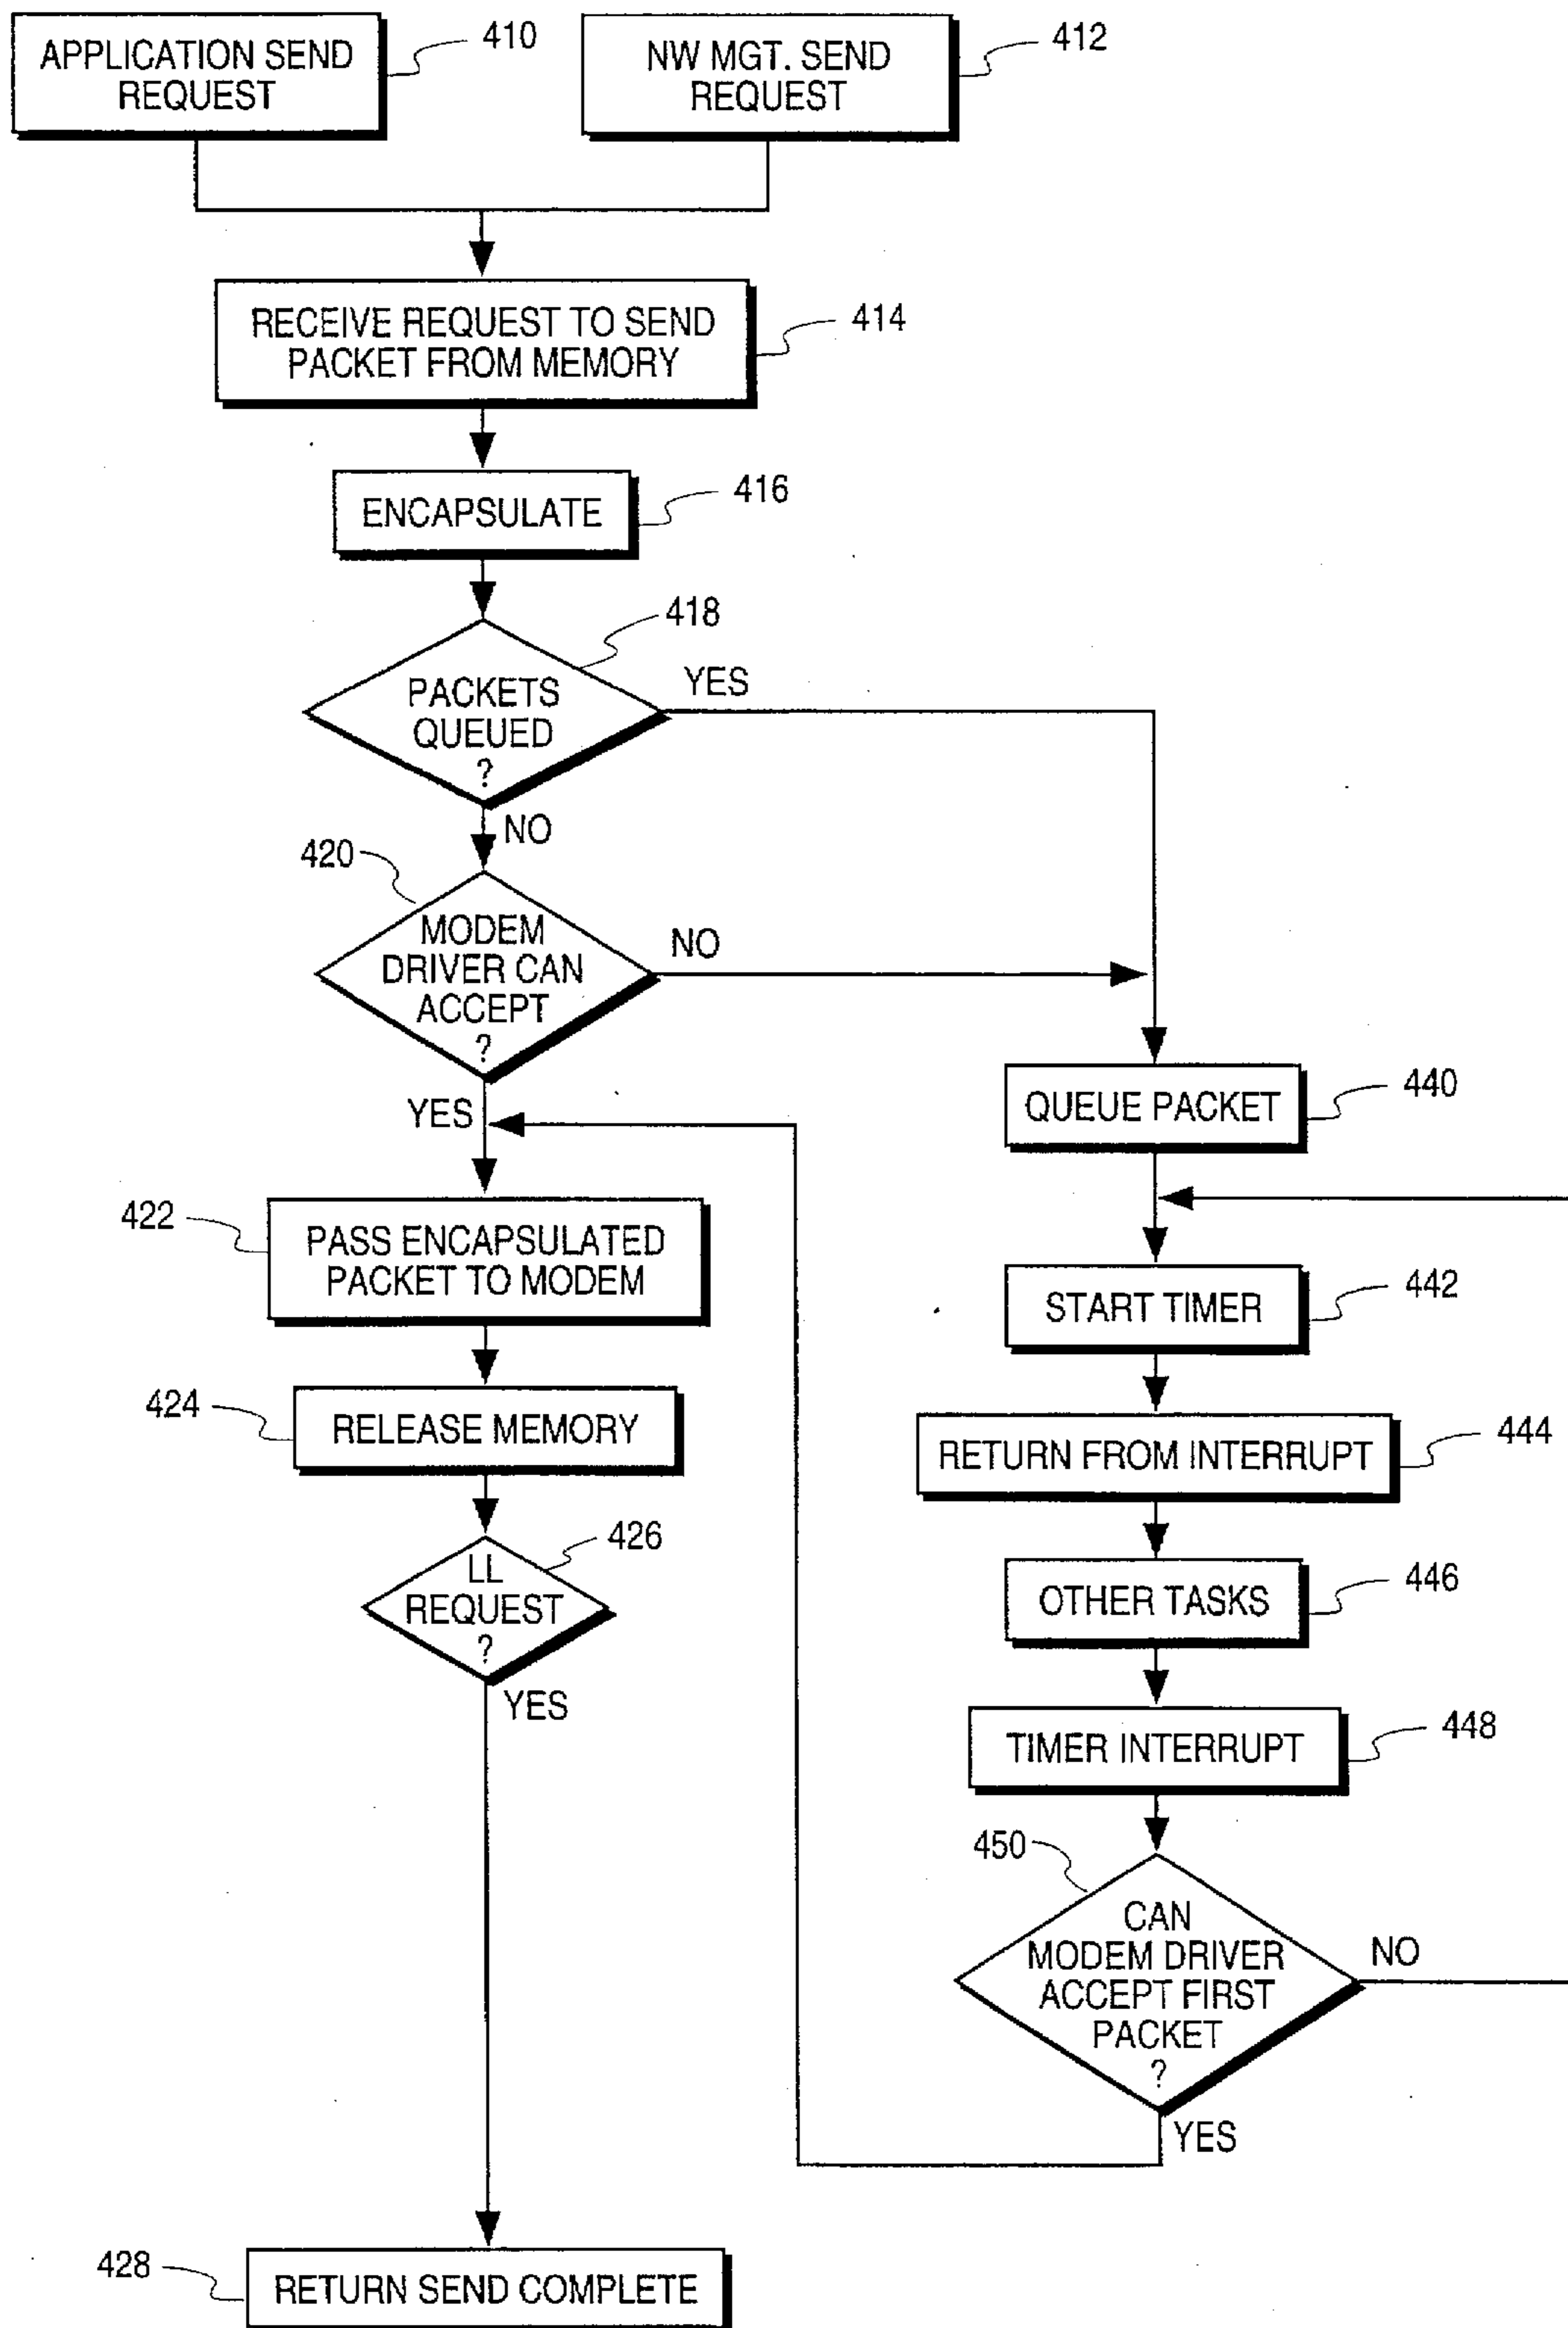 APPLICATION SEND
REQUEST
410
NW MGT. SEND
REQUEST
412
RECEIVE REQUEST TO SEND
PACKET FROM MEMORY
414
ENCAPSULATE
416
418
PACKETS
QUEUED
?
YES
NO
420
MODEM
DRIVER CAN
ACCEPT
?
NO
YES
422
PASS ENCAPSULATED
PACKET TO MODEM
424
RELEASE MEMORY
426
LL
REQUEST
?
YES
428
RETURN SEND COMPLETE
QUEUE PACKET
440
START TIMER
442
RETURN FROM INTERRUPT
444
OTHER TASKS
446
TIMER INTERRUPT
448
450
CAN
MODEM DRIVER
ACCEPT FIRST
PACKET
?
NO
YES